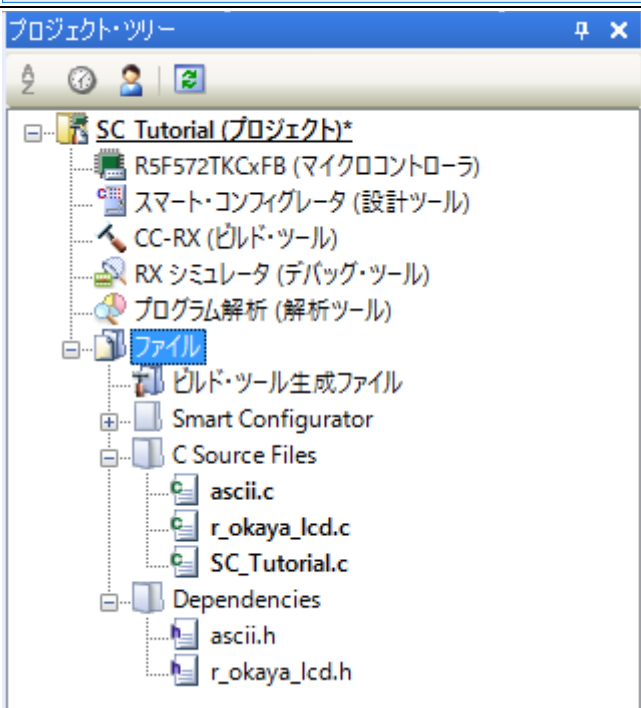 プロジェクト・ツリー
SC_Tutorial (プロジェクト)*
R5F572TKCxFB (マイクロコントローラ)
スマート・コンフィグレータ (設計ツール)
CC-RX (ビルド・ツール)
RX シミュレータ (デバッグ・ツール)
プログラム解析 (解析ツール)
ファイル
ビルド・ツール生成ファイル
Smart Configurator
C Source Files
ascii.c
r_okaya_lcd.c
SC_Tutorial.c
Dependencies
ascii.h
r_okaya_lcd.h